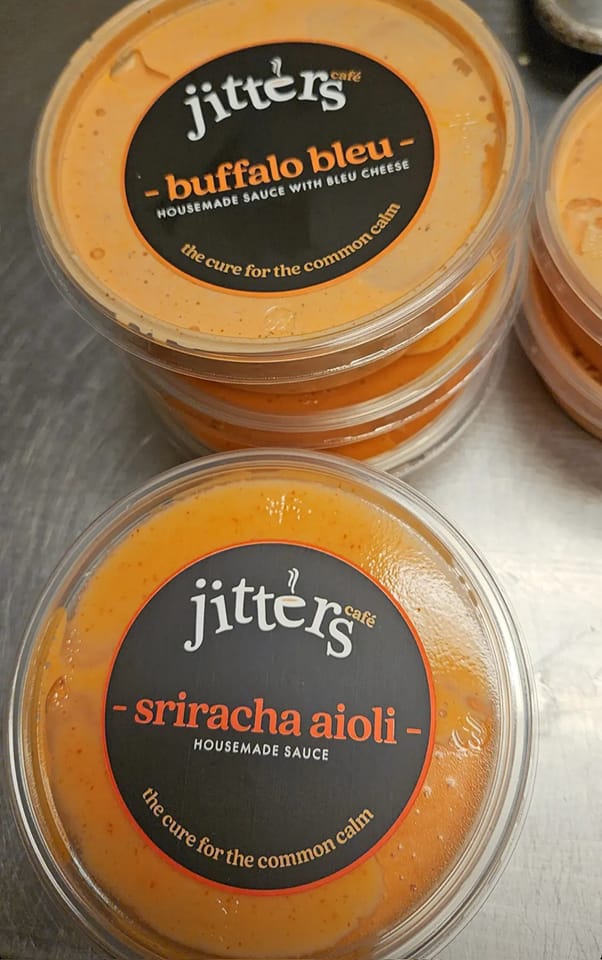 jitters café
- buffalo bleu -
HOUSEMADE SAUCE WITH BLEU CHEESE
the cure for the common calm
jitters café
- sriracha aioli -
HOUSEMADE SAUCE
the cure for the common calm